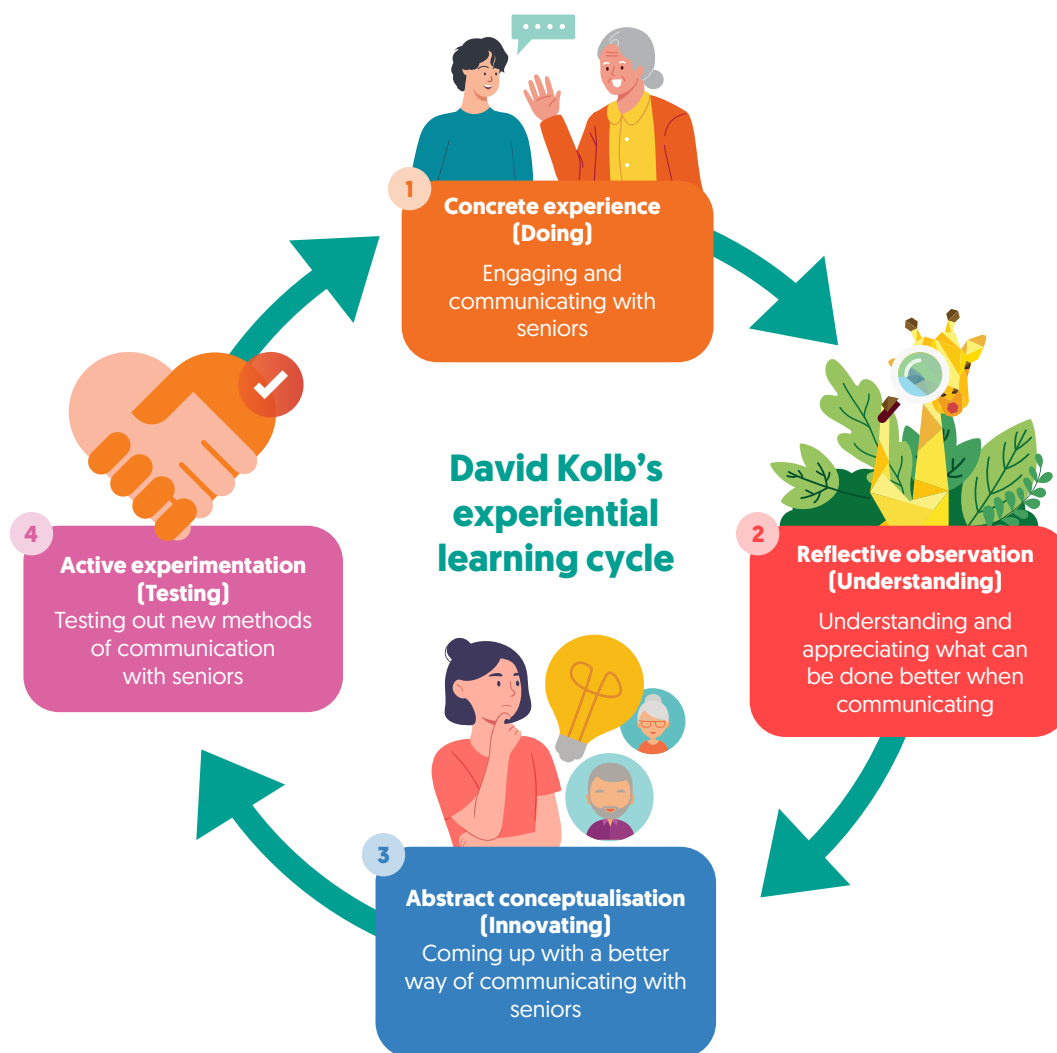 1
Concrete experience
(Doing)
Engaging and
communicating with
seniors
David Kolb's
experiential
learning cycle
2
Reflective observation
(Understanding)
Understanding and
appreciating what can
be done better when
communicating
3
Abstract conceptualisation
(Innovating)
Coming up with a better
way of communicating with
seniors
4
Active experimentation
(Testing)
Testing out new methods
of communication
with seniors